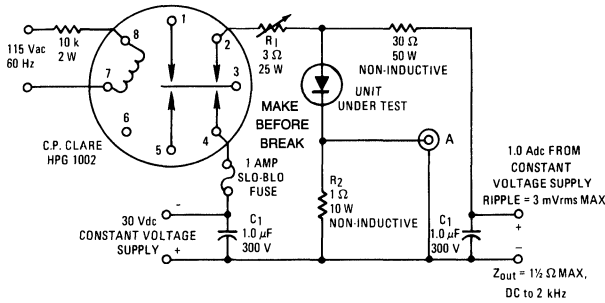 115 Vac
60 Hz
10 k
2 W
8
7
6
5
1
2
3
4
C.P. CLARE
HPG 1002
R1
3 Ω
25 W
30 Ω
50 W
NON-INDUCTIVE
UNIT
UNDER TEST
MAKE
BEFORE
BREAK
A
1 AMP
SLO-BLO
FUSE
R2
1 Ω
10 W
NON-INDUCTIVE
1.0 Adc FROM
CONSTANT
VOLTAGE SUPPLY
RIPPLE = 3 mVrms MAX
30 Vdc
CONSTANT VOLTAGE
SUPPLY
-
+
C1
1.0 μF
300 V
C1
1.0 μF
300 V
+
-
Zout = 1½ Ω MAX,
DC to 2 kHz